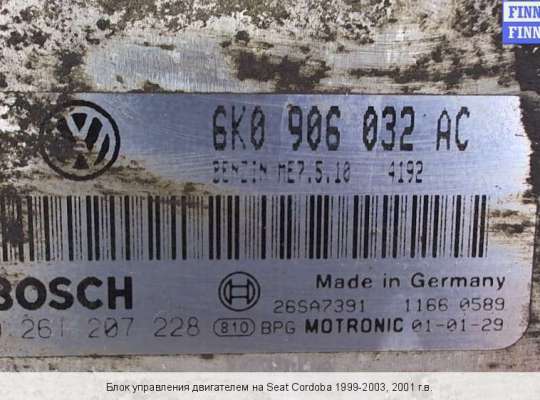 FINN
FINN
6K0 906 032 AC
BENZIN ME7.5.10 4192
BOSCH
Made in Germany
26SA7391 1166 0589
261 207 228 810 BPG MOTRONIC 01-01-29
Блок управления двигателем на Seat Cordoba 1999-2003, 2001 г.в.